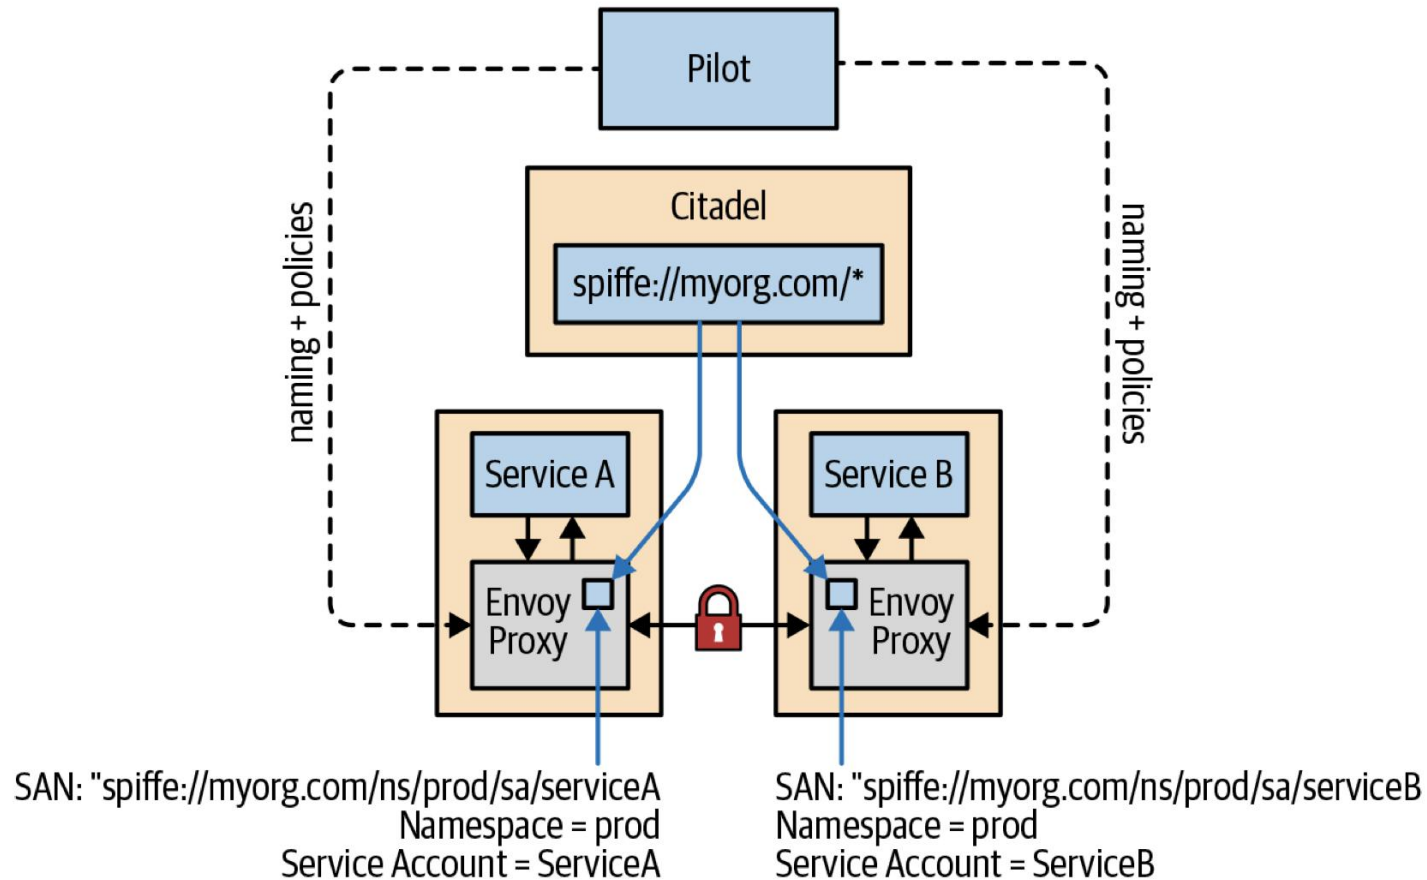 Pilot
Citadel
spiffe://myorg.com/*
naming + policies
naming + policies
Service A
Service B
Envoy
Proxy
Envoy
Proxy
SAN: "spiffe://myorg.com/ns/prod/sa/serviceA
Namespace = prod
Service Account = ServiceA
SAN: "spiffe://myorg.com/ns/prod/sa/serviceB
Namespace = prod
Service Account = ServiceB